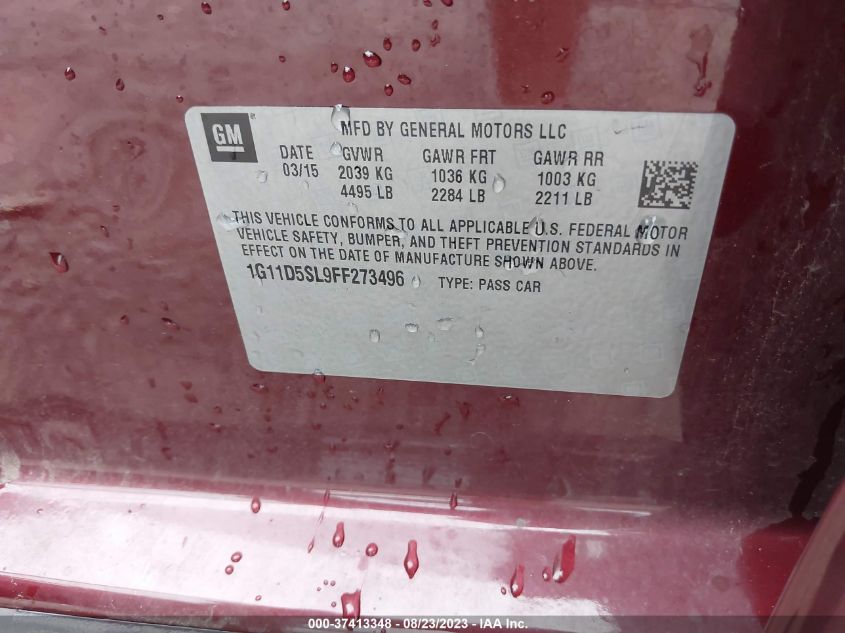 GM
MFD BY GENERAL MOTORS LLC
DATE GVWR GAWR FRT GAWR RR
03/15 2039 KG 1036 KG 1003 KG
4495 LB 2284 LB 2211 LB
THIS VEHICLE CONFORMS TO ALL APPLICABLE U.S. FEDERAL MOTOR
VEHICLE SAFETY, BUMPER, AND THEFT PREVENTION STANDARDS IN
EFFECT ON THE DATE OF MANUFACTURE SHOWN ABOVE.
1G11D5SL9FF273496 TYPE: PASS CAR
000-37413348 - 08/23/2023 - IAA Inc.